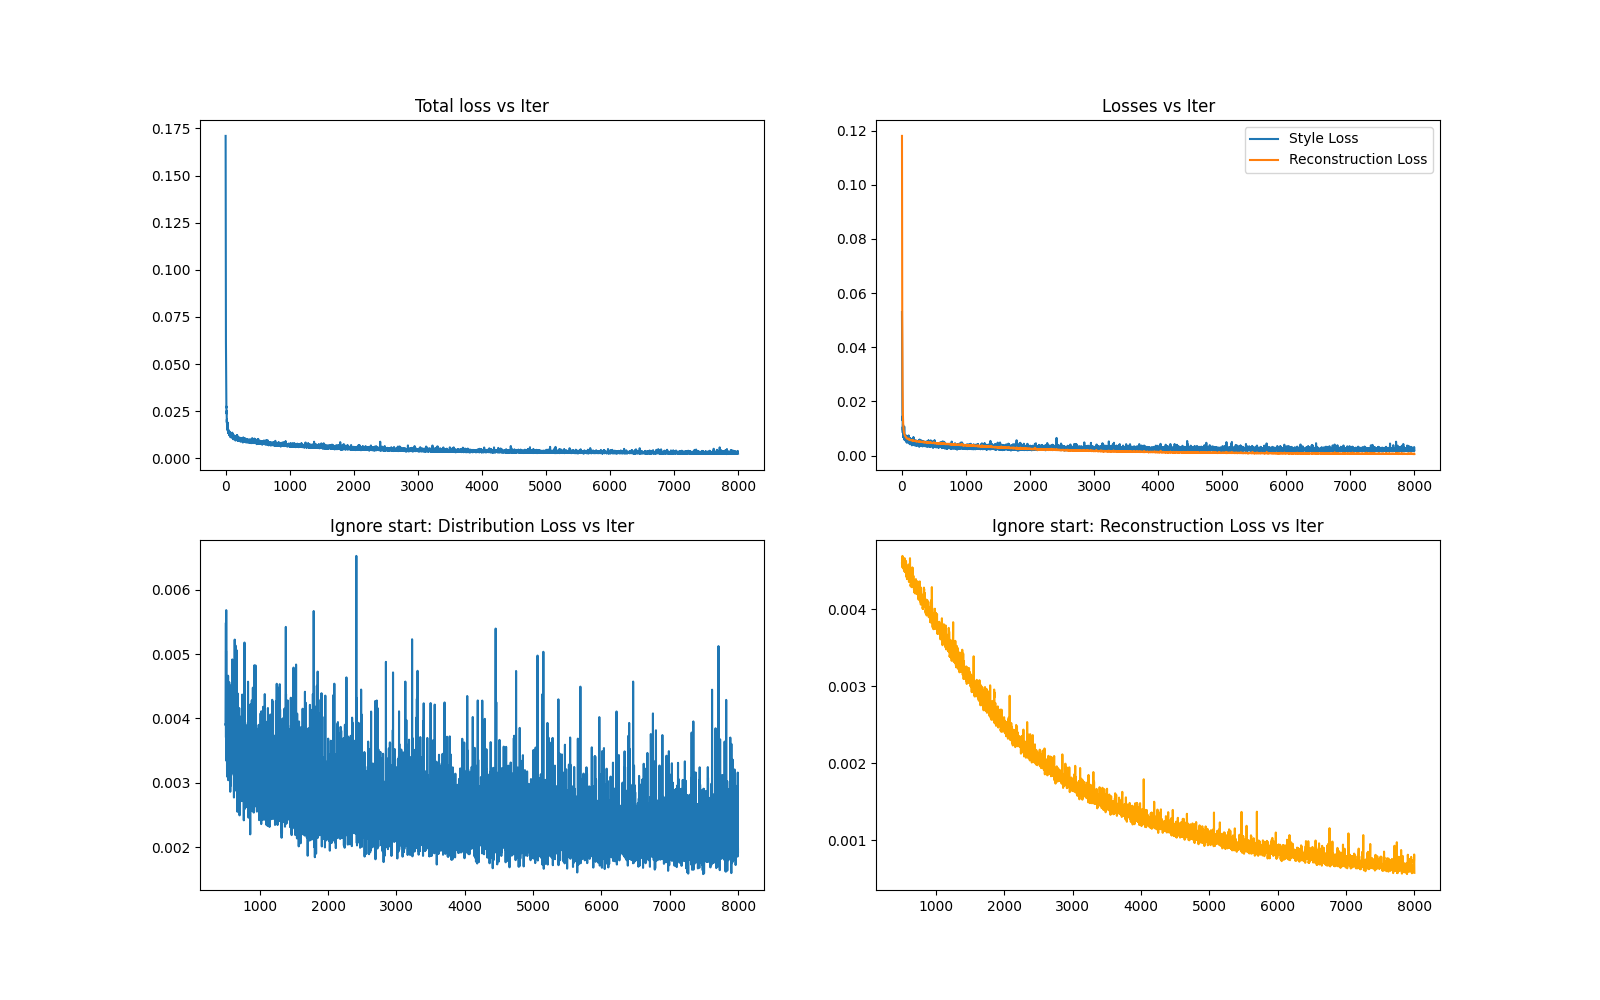 Total loss vs Iter
0.175
0.150
0.125
0.100
0.075
0.050
0.025
0.000
0 1000 2000 3000 4000 5000 6000 7000 8000
Losses vs Iter
Style Loss
Reconstruction Loss
0.12
0.10
0.08
0.06
0.04
0.02
0.00
0 1000 2000 3000 4000 5000 6000 7000 8000
Ignore start: Distribution Loss vs Iter
0.006
0.005
0.004
0.003
0.002
1000 2000 3000 4000 5000 6000 7000 8000
Ignore start: Reconstruction Loss vs Iter
0.004
0.003
0.002
0.001
1000 2000 3000 4000 5000 6000 7000 8000